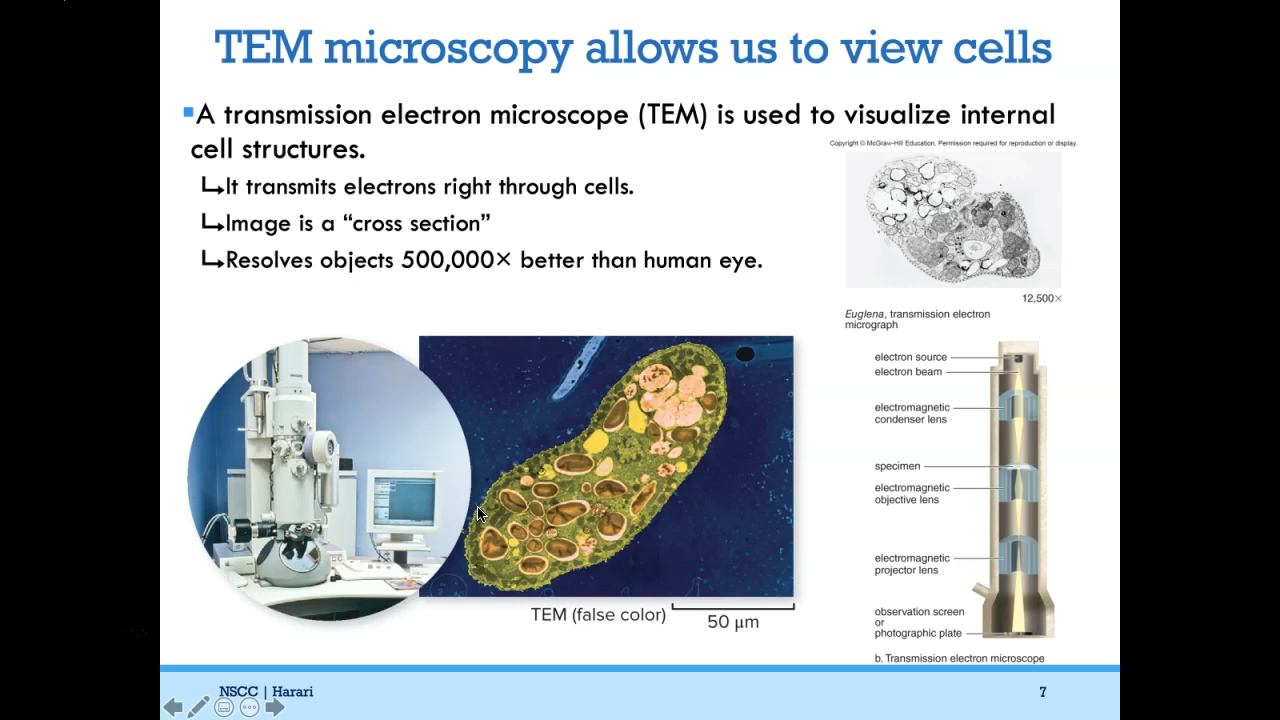 TEM microscopy allows us to view cells
A transmission electron microscope (TEM) is used to visualize internal
cell structures.
It transmits electrons right through cells.
Image is a “cross section”
Resolves objects 500,000× better than human eye.
Copyright © McGraw-Hill Education. Permission required for reproduction or display.
12,500×
Euglena, transmission electron
micrograph
electron source
electron beam
electromagnetic
condenser lens
specimen
electromagnetic
objective lens
electromagnetic
projector lens
observation screen
or
photographic plate
b. Transmission electron microscope
TEM (false color)
50 µm
NSCC | Harari
7